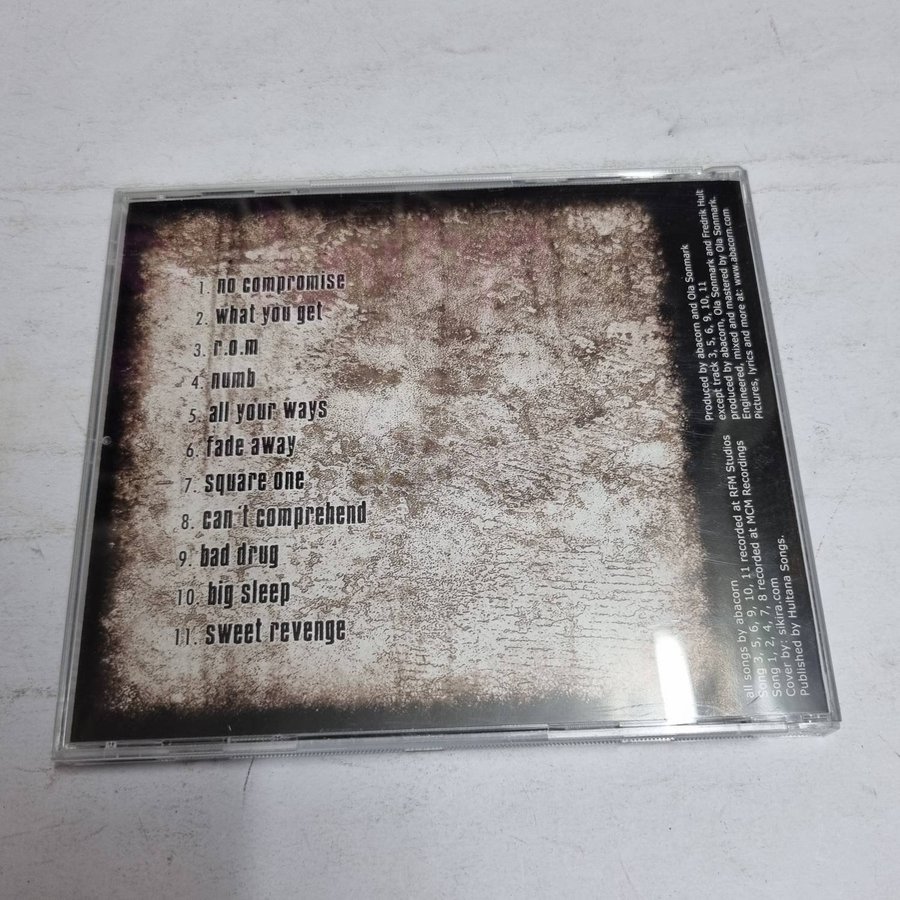 1. no compromise
2. what you get
3. r.o.m
4. numb
5. all your ways
6. fade away
7. square one
8. can´t comprehend
9. bad drug
10. big sleep
11. sweet revenge
all songs by abacorn
Song 3, 5, 6, 9, 10, 11 recorded at RFM Studios
Song 1, 2, 4, 7, 8 recorded at MCM Recordings
Cover by: sikira.com
Published by Hultana Songs.
Produced by abacorn and Ola Sonmark
except track 3, 5, 6, 9, 10, 11
produced by abacorn, Ola Sonmark and Fredrik Hult
Engineered, mixed and mastered by Ola Sonmark.
Pictures, lyrics and more at: www.abacorn.com